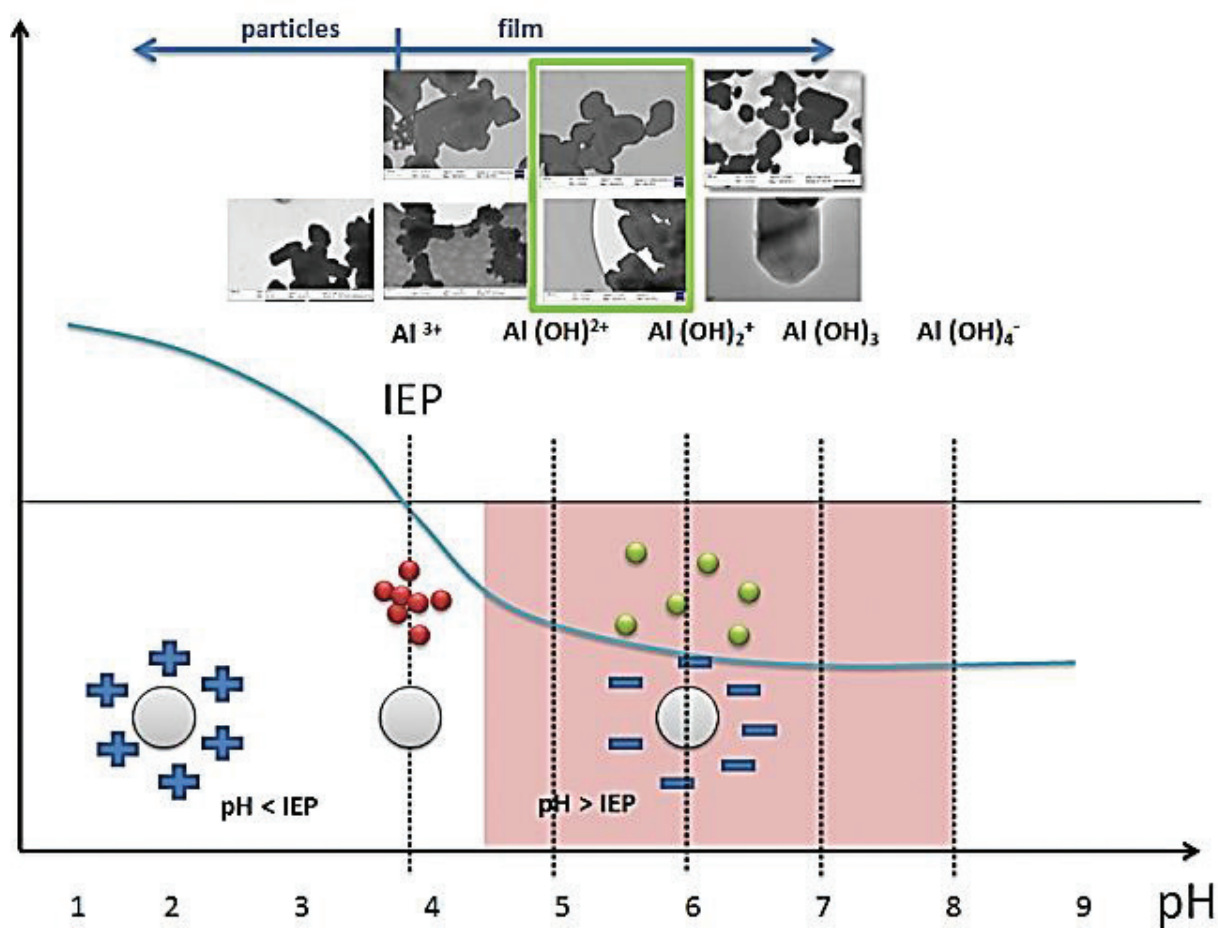 particles film
Al ³⁺ Al (OH)²⁺ Al (OH)₂⁺ Al (OH)₃ Al (OH)₄⁻
IEP
pH < IEP pH > IEP
1 2 3 4 5 6 7 8 9 pH